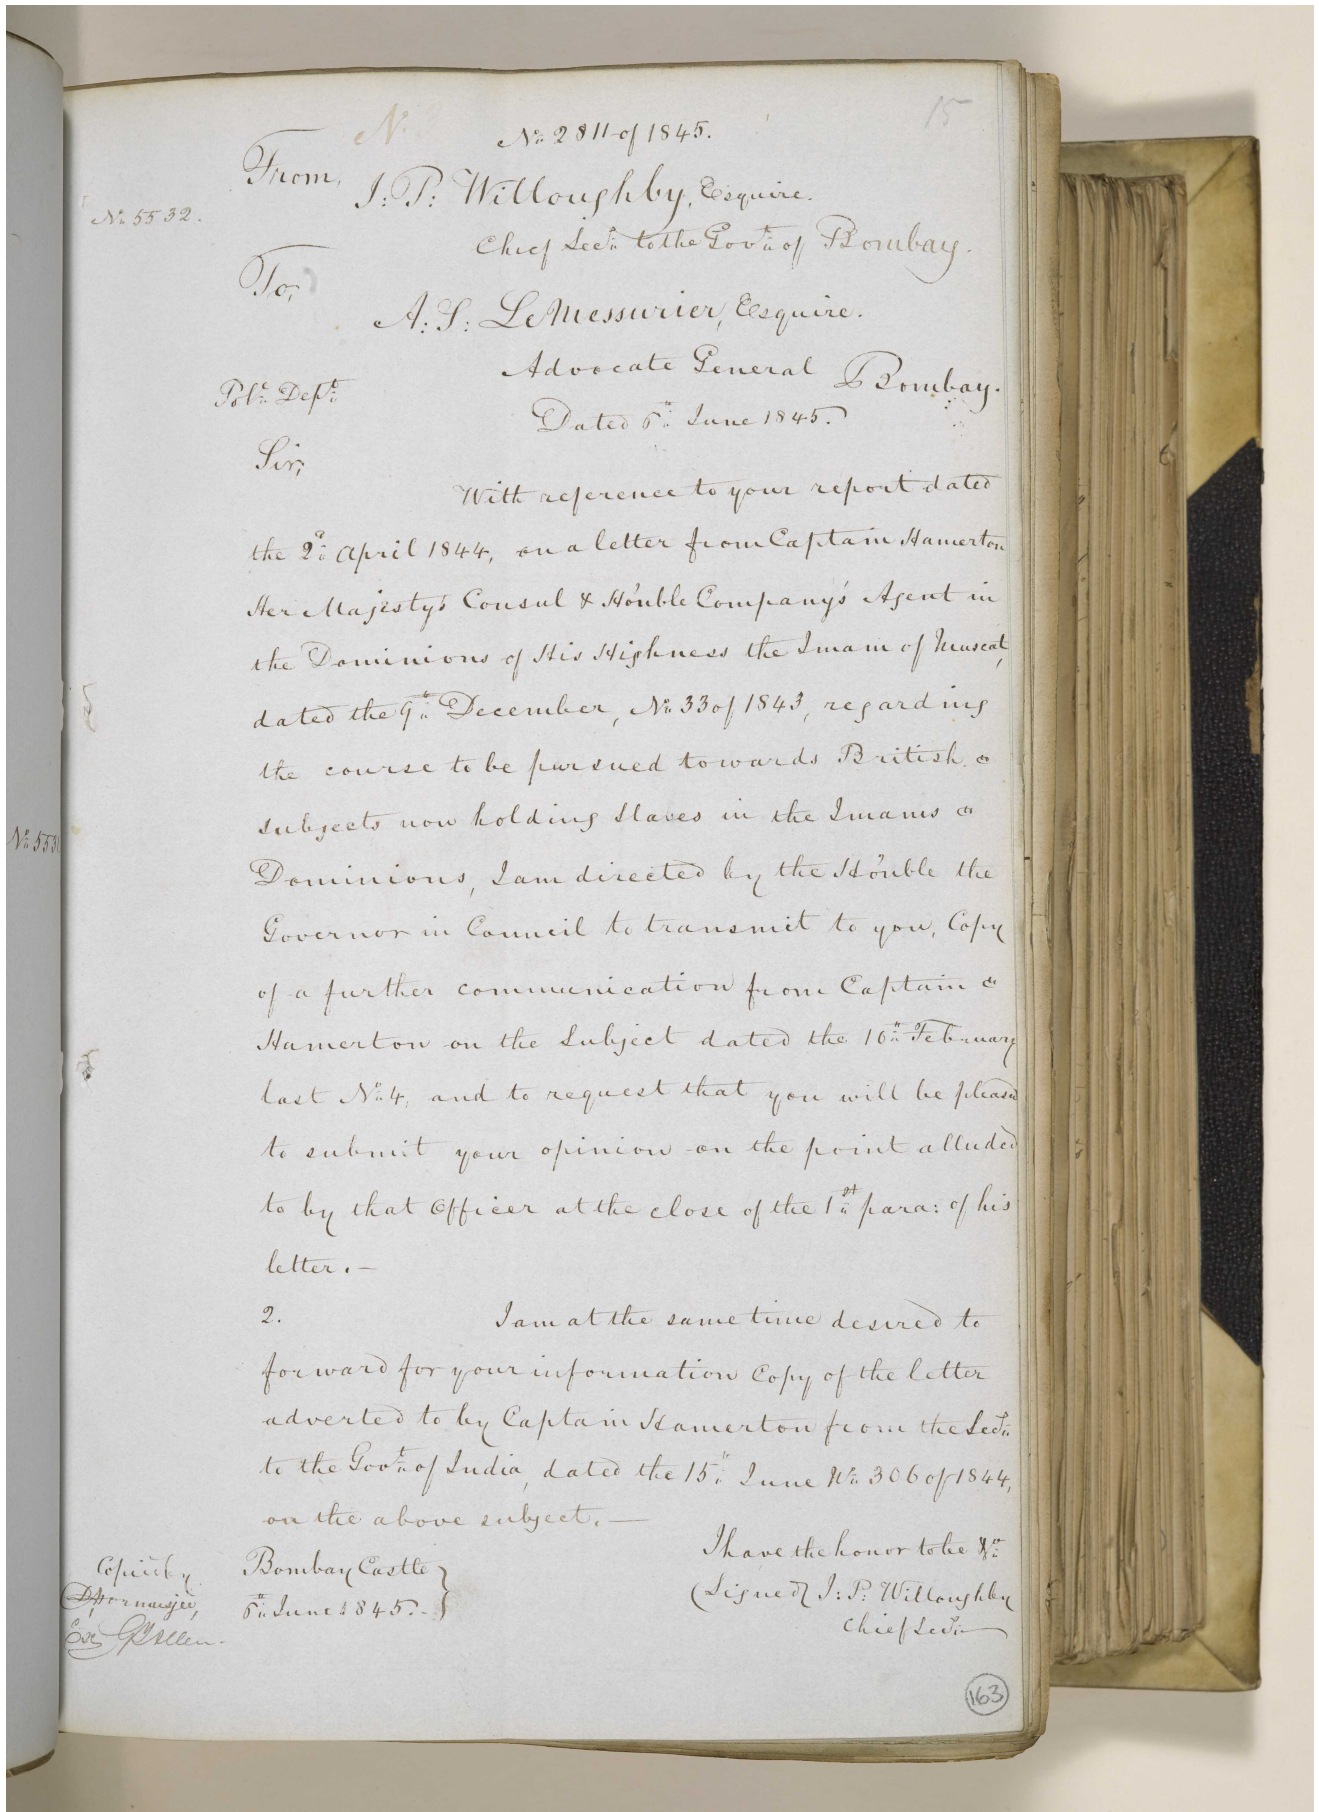 15
No. 2811 of 1845.
From,
J: P: Willoughby, Esquire.
No. 5532.
Chief Secy. to the Govt. of Bombay.
To,
A: S: LeMessurier, Esquire.
Advocate General Bombay.
Pol: Dept.
Dated 6th June 1845.
Sir,
With reference to your report dated
the 2d April 1844, on a letter from Captain Hamerton
Her Majesty's Consul & Hon'ble Company's Agent in
the Dominions of His Highness the Imam of Muscat,
dated the 9th December, No. 33 of 1843, regarding
the course to be pursued towards British
subjects now holding slaves in the Imams
Dominions, I am directed by the Hon'ble the
Governor in Council to transmit to you, Copy
of a further communication from Captain
Hamerton on the subject dated the 10th February
last No. 4, and to request that you will be pleased
to submit your opinion on the point alluded
to by that Officer at the close of the 1st para: of his
letter. —
2. I am at the same time desired to
forward for your information Copy of the letter
adverted to by Captain Hamerton from the Secy.
to the Govt. of India, dated the 15th June No. 306 of 1844,
on the above subject. —
I have the honor to be &c.
Copied by
Bombay Castle }
(Signed) J: P: Willoughby
6th June 1845. }
Chief Secy.
163